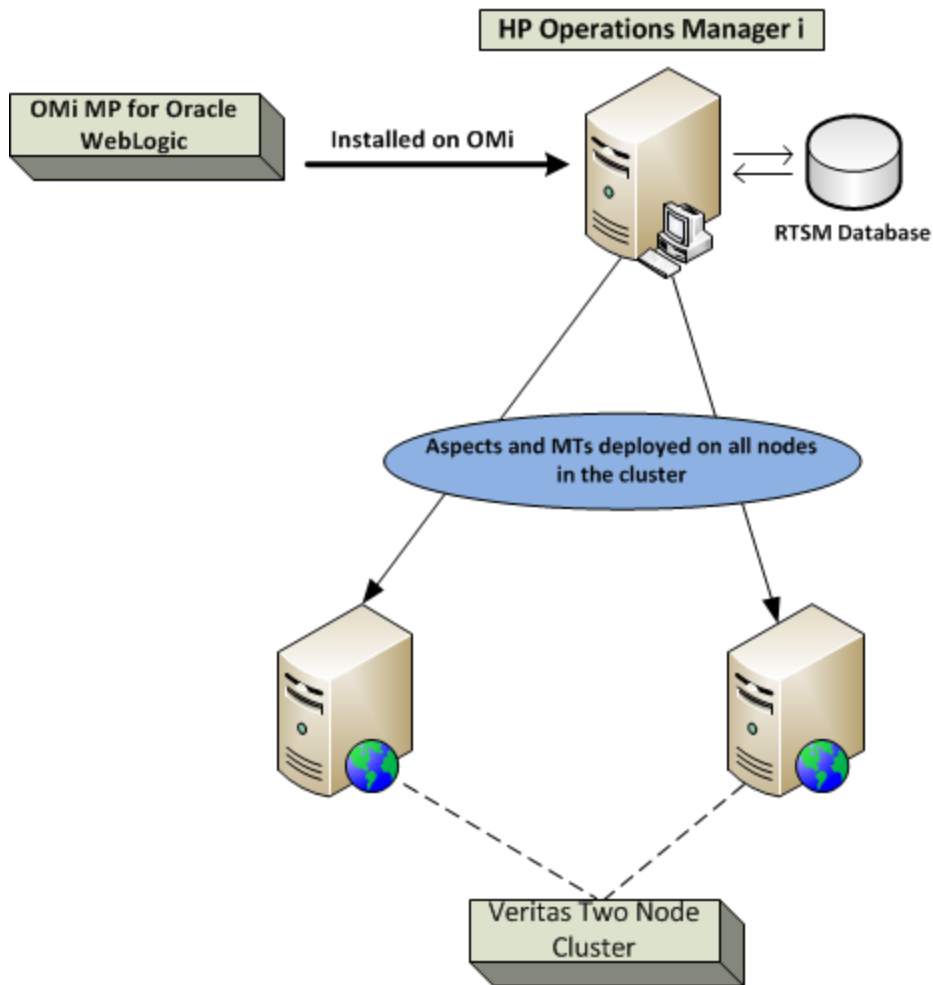 HP Operations Manager i
OMi MP for Oracle
WebLogic
Installed on OMi
RTSM Database
Aspects and MTs deployed on all nodes
in the cluster
Veritas Two Node
Cluster